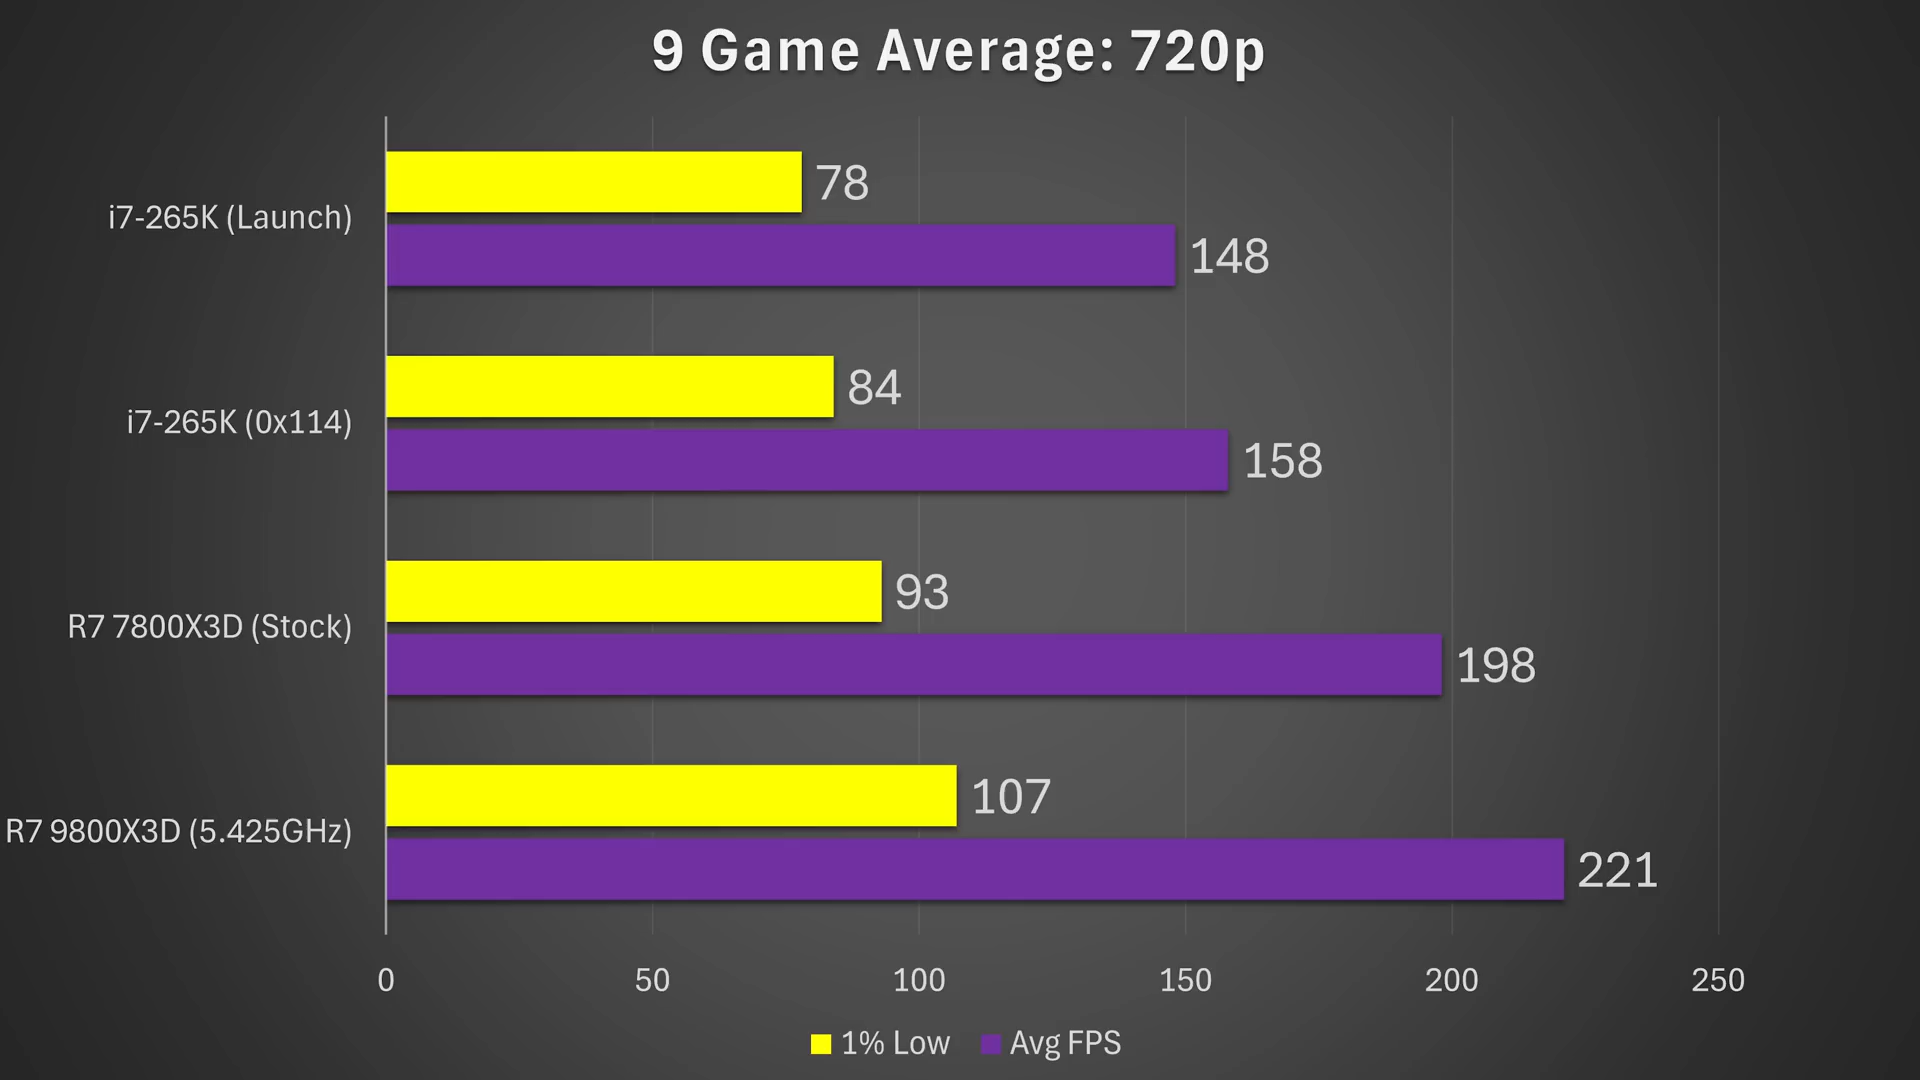 9 Game Average: 720p
i7-265K (Launch)
78
148
i7-265K (0x114)
84
158
R7 7800X3D (Stock)
93
198
R7 9800X3D (5.425GHz)
107
221
0 50 100 150 200 250
1% Low Avg FPS